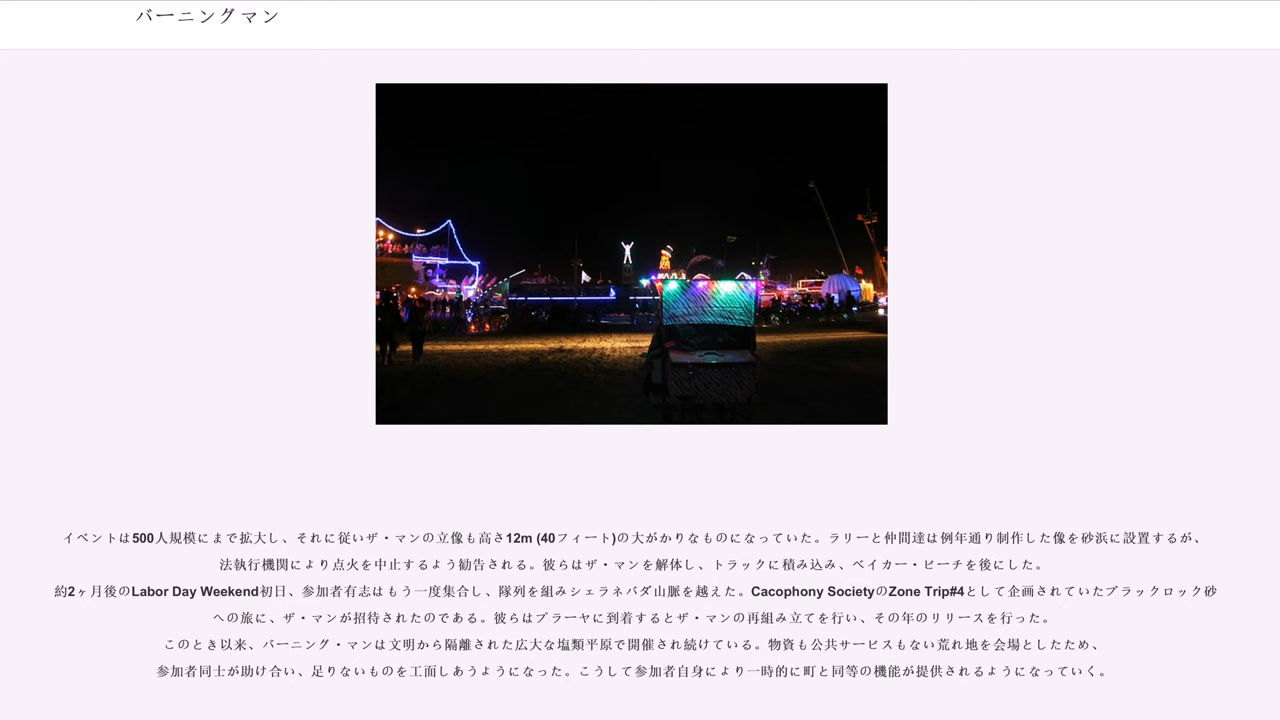 バーニングマン
イベントは500人規模にまで拡大し、それに従いザ・マンの立像も高さ12m (40フィート)の大がかりなものになっていた。ラリーと仲間達は例年通り制作した像を砂浜に設置するが、
法執行機関により点火を中止するよう勧告される。彼らはザ・マンを解体し、トラックに積み込み、ベイカー・ビーチを後にした。
約2ヶ月後のLabor Day Weekend初日、参加者有志はもう一度集合し、隊列を組みシェラネバダ山脈を越えた。Cacophony SocietyのZone Trip#4として企画されていたブラックロック砂
への旅に、ザ・マンが招待されたのである。彼らはプラーヤに到着するとザ・マンの再組み立てを行い、その年のリリースを行った。
このとき以来、バーニング・マンは文明から隔離された広大な塩類平原で開催され続けている。物資も公共サービスもない荒れ地を会場としたため、
参加者同士が助け合い、足りないものを工面しあうようになった。こうして参加者自身により一時的に町と同等の機能が提供されるようになっていく。